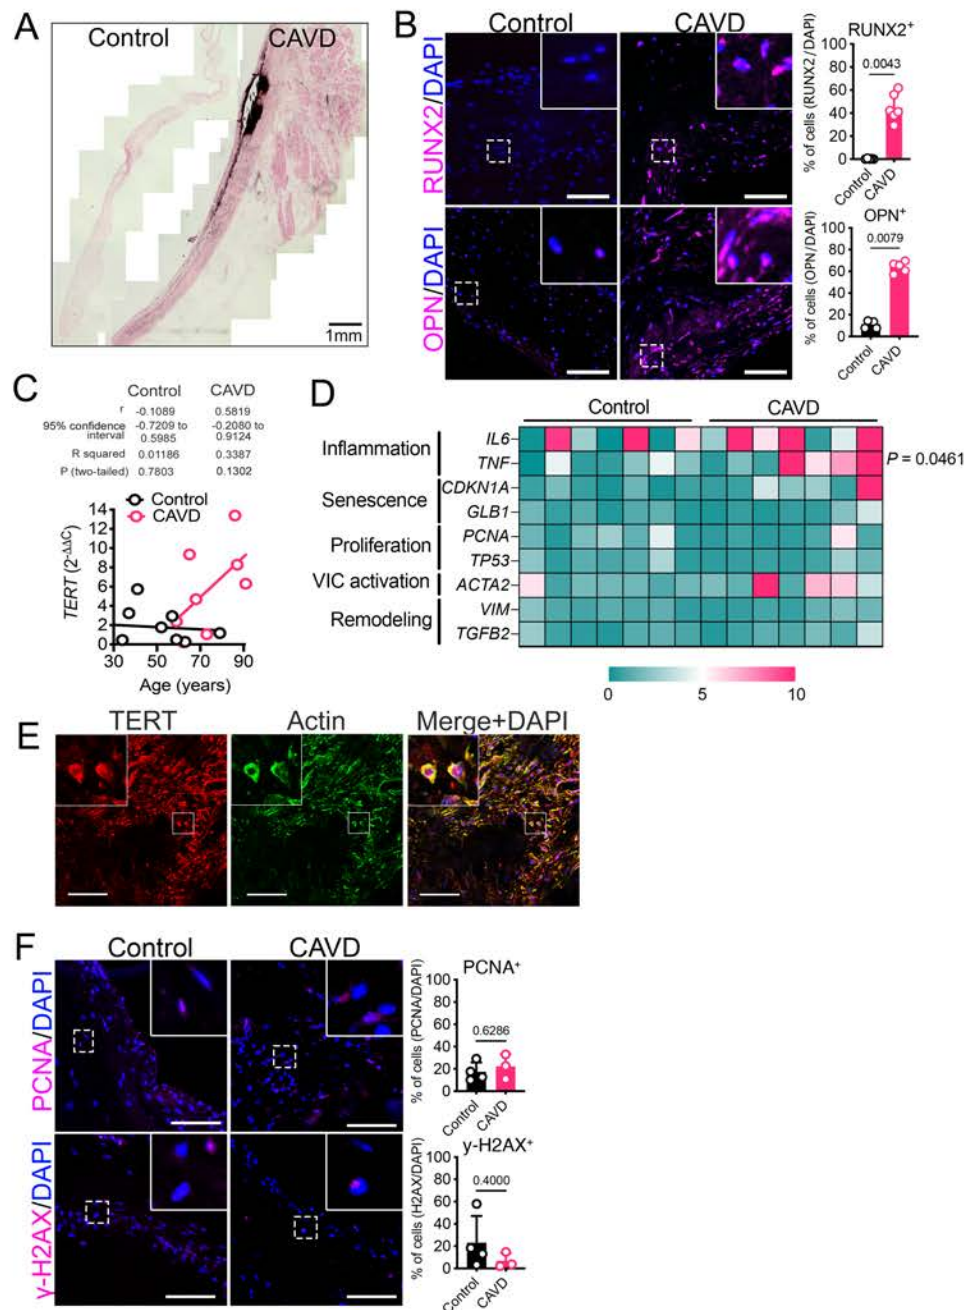 A
Control
CAVD
1mm
B
Control
CAVD
RUNX2/DAPI
OPN/DAPI
RUNX2⁺
% of cells (RUNX2/DAPI)
100
80
60
40
20
0
0.0043
Control
CAVD
OPN⁺
% of cells (OPN/DAPI)
100
80
60
40
20
0
0.0079
Control
CAVD
C
Control CAVD
r -0.1089 0.5819
95% confidence interval -0.7209 to 0.5985 -0.2080 to 0.9124
R squared 0.01186 0.3387
P (two-tailed) 0.7803 0.1302
Control
CAVD
TERT (2^-ΔΔC)
14
12
10
8
6
4
2
0
30 50 70 90
Age (years)
D
Control
CAVD
Inflammation
Senescence
Proliferation
VIC activation
Remodeling
IL6
TNF
CDKN1A
GLB1
PCNA
TP53
ACTA2
VIM
TGFB2
P = 0.0461
0 5 10
E
TERT
Actin
Merge+DAPI
F
Control
CAVD
PCNA/DAPI
y-H2AX/DAPI
PCNA⁺
% of cells (PCNA/DAPI)
100
80
60
40
20
0
0.6286
Control
CAVD
y-H2AX⁺
% of cells (H2AX/DAPI)
100
80
60
40
20
0
0.4000
Control
CAVD